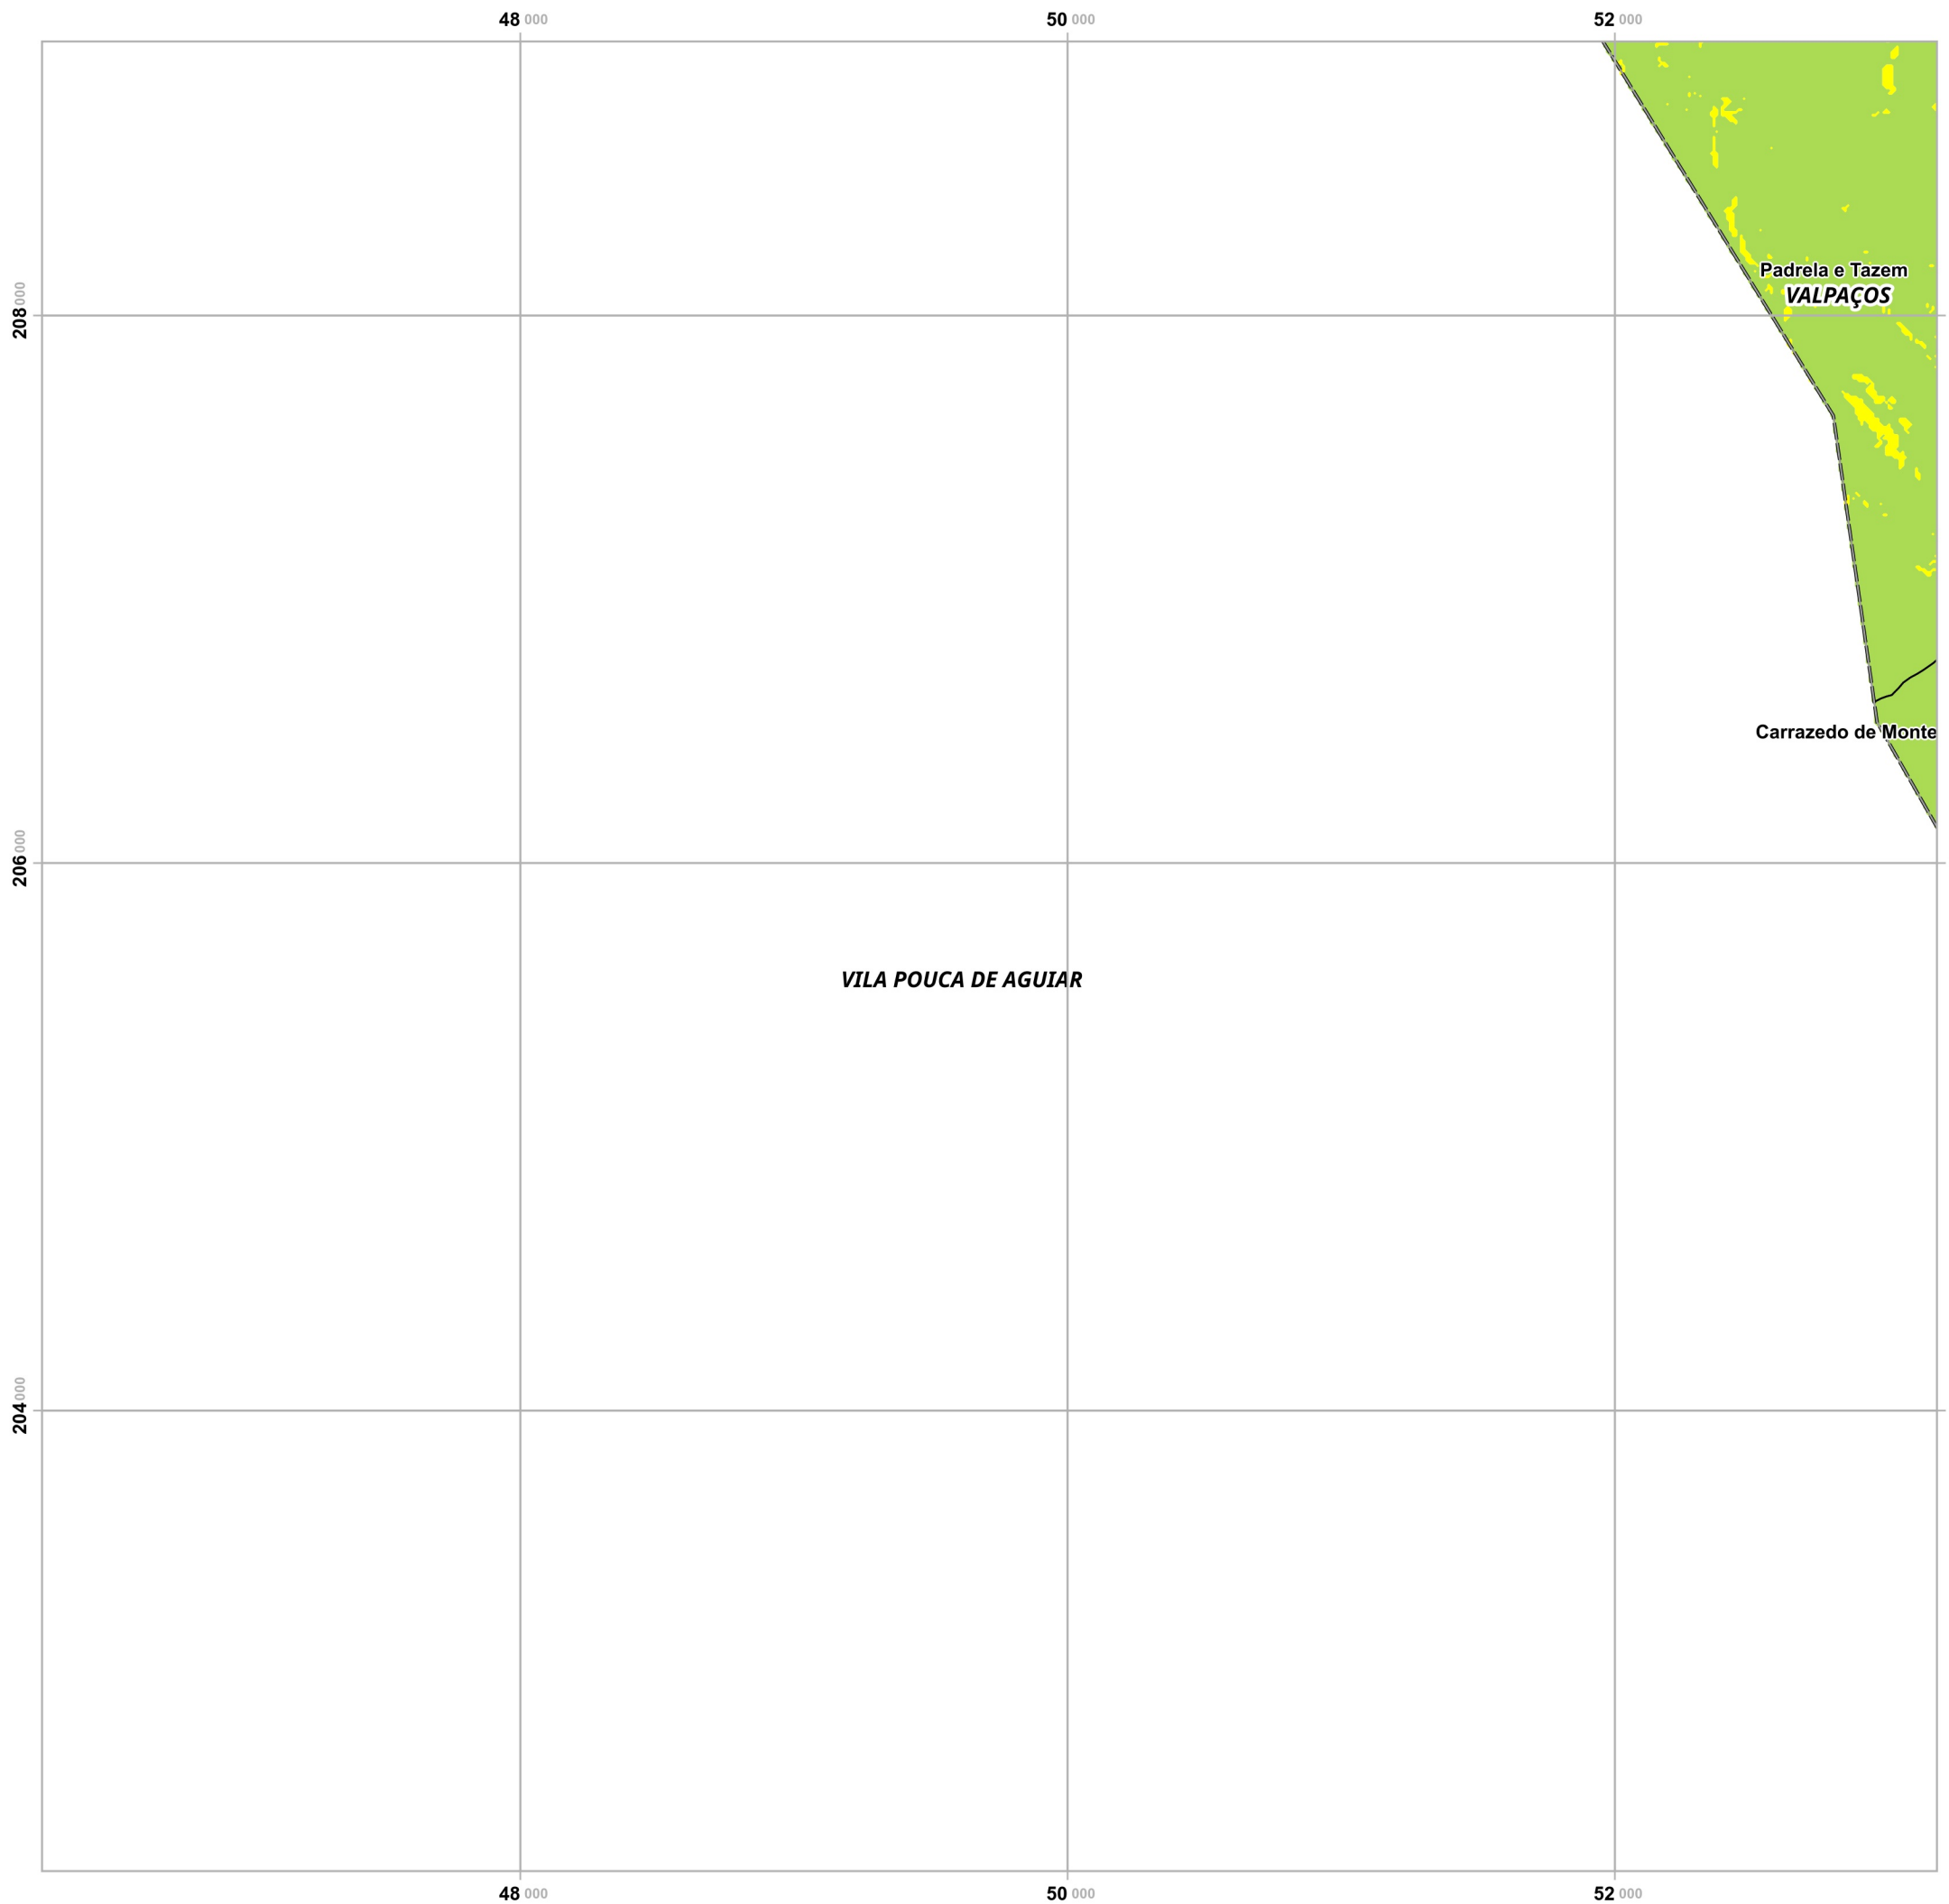 48 000 50 000 52 000
208 000
Padrela e Tazem
VALPAÇOS
Carrazedo de Monte
206 000
VILA POUCA DE AGUIAR
204 000
48 000 50 000 52 000